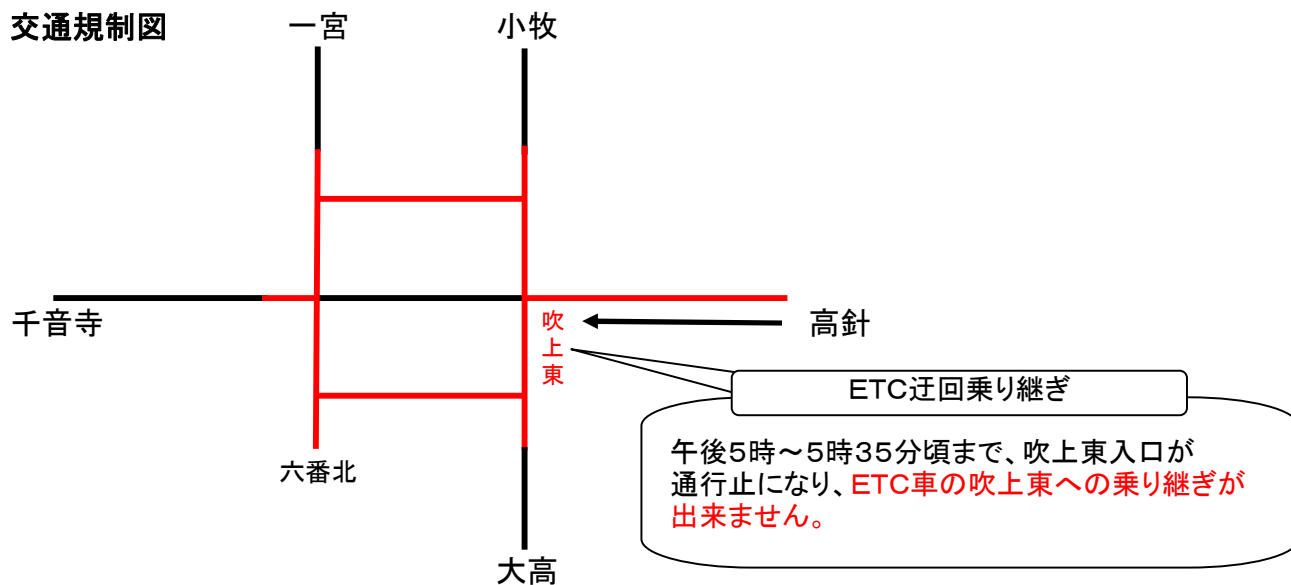 交通規制図
一宮
小牧
千音寺
吹上東
高針
ETC迂回乗り継ぎ
午後5時～5時35分頃まで、吹上東入口が
通行止になり、ETC車の吹上東への乗り継ぎが
出来ません。
六番北
大高